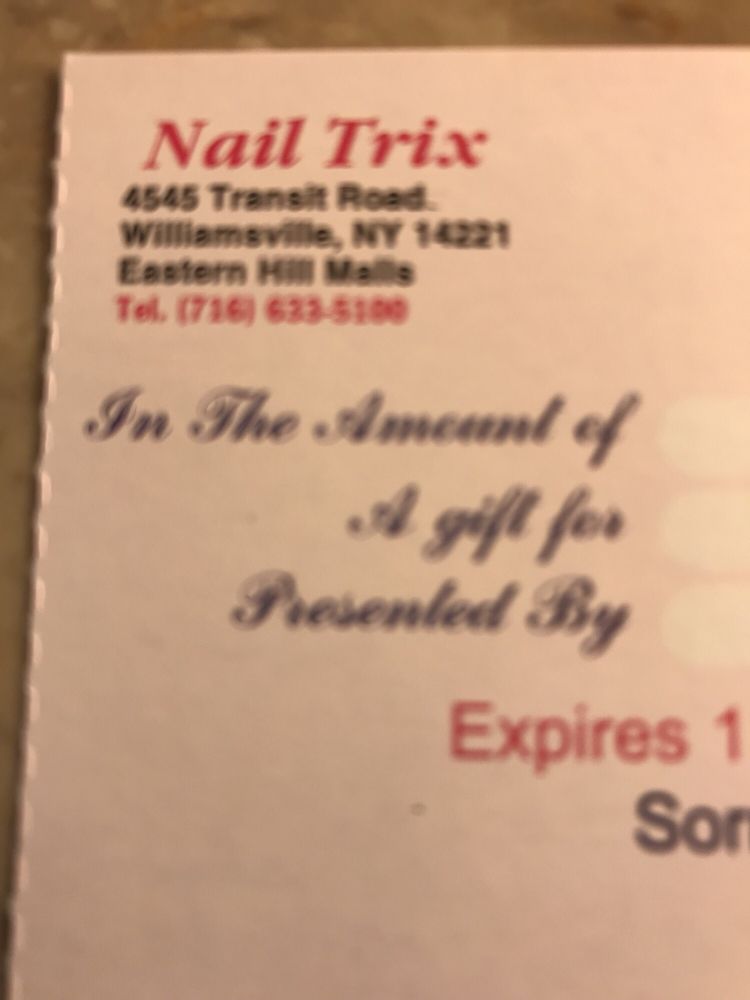 Nail Trix
4545 Transit Road.
Williamsville, NY 14221
Eastern Hill Malls
Tel. (716) 633-5100
In The Amount of
A gift for
Presented By
Expires 1